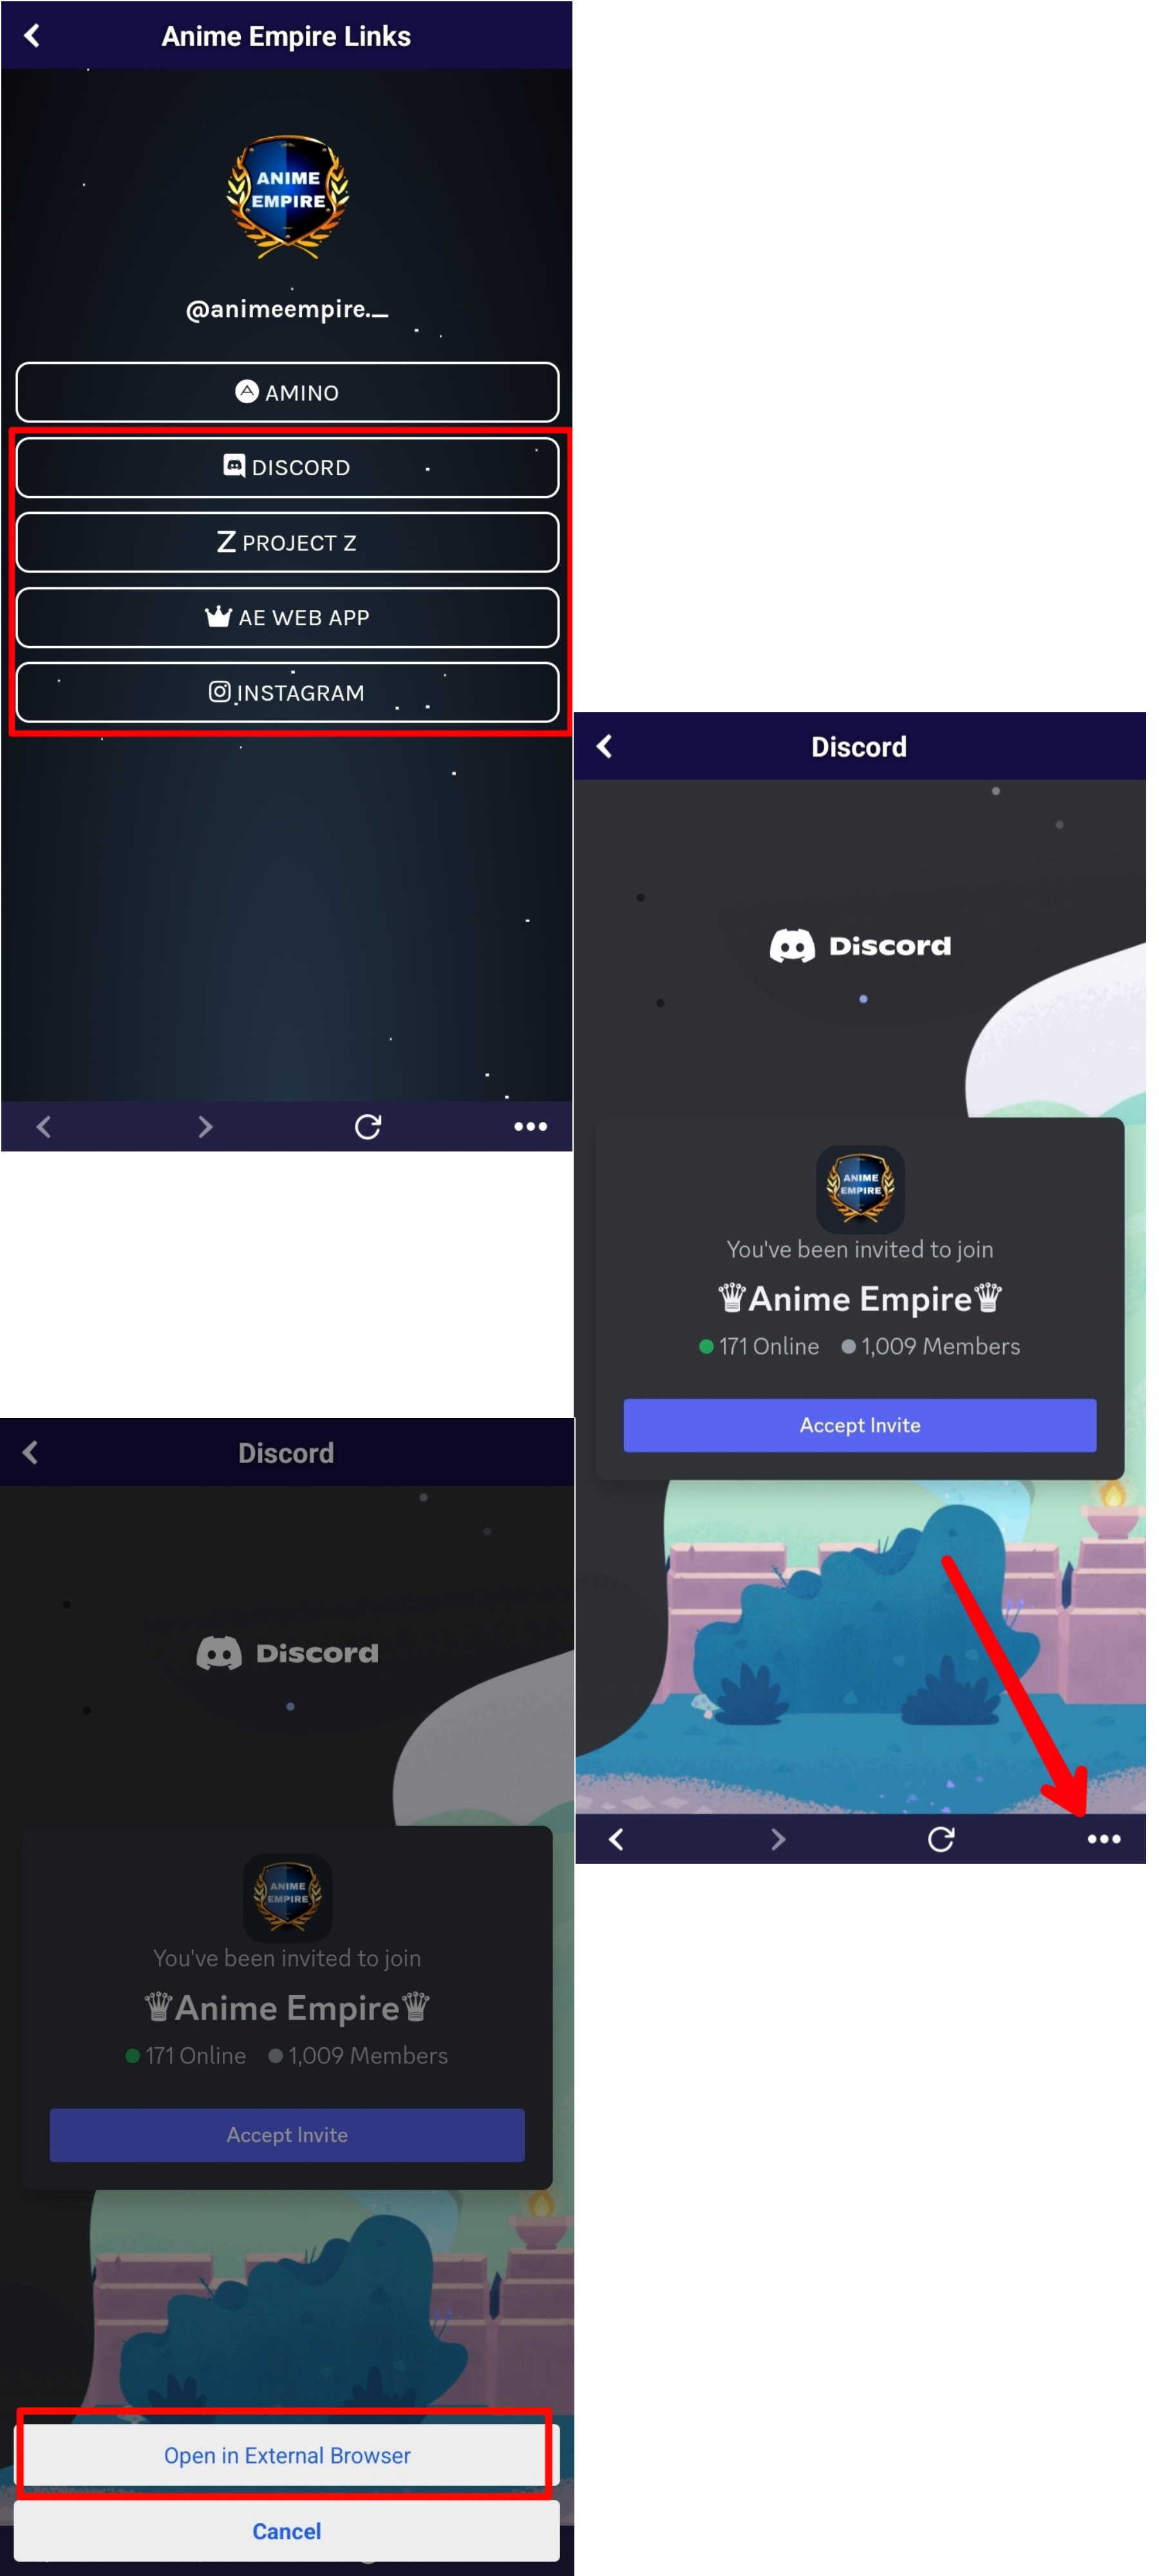 Anime Empire Links
ANIME
EMPIRE
@animeempire._
AMINO
DISCORD
Z PROJECT Z
AE WEB APP
INSTAGRAM
Discord
Discord
ANIME
EMPIRE
You've been invited to join
♛Anime Empire♛
171 Online 1,009 Members
Accept Invite
Discord
Discord
ANIME
EMPIRE
You've been invited to join
♛Anime Empire♛
171 Online 1,009 Members
Accept Invite
Open in External Browser
Cancel